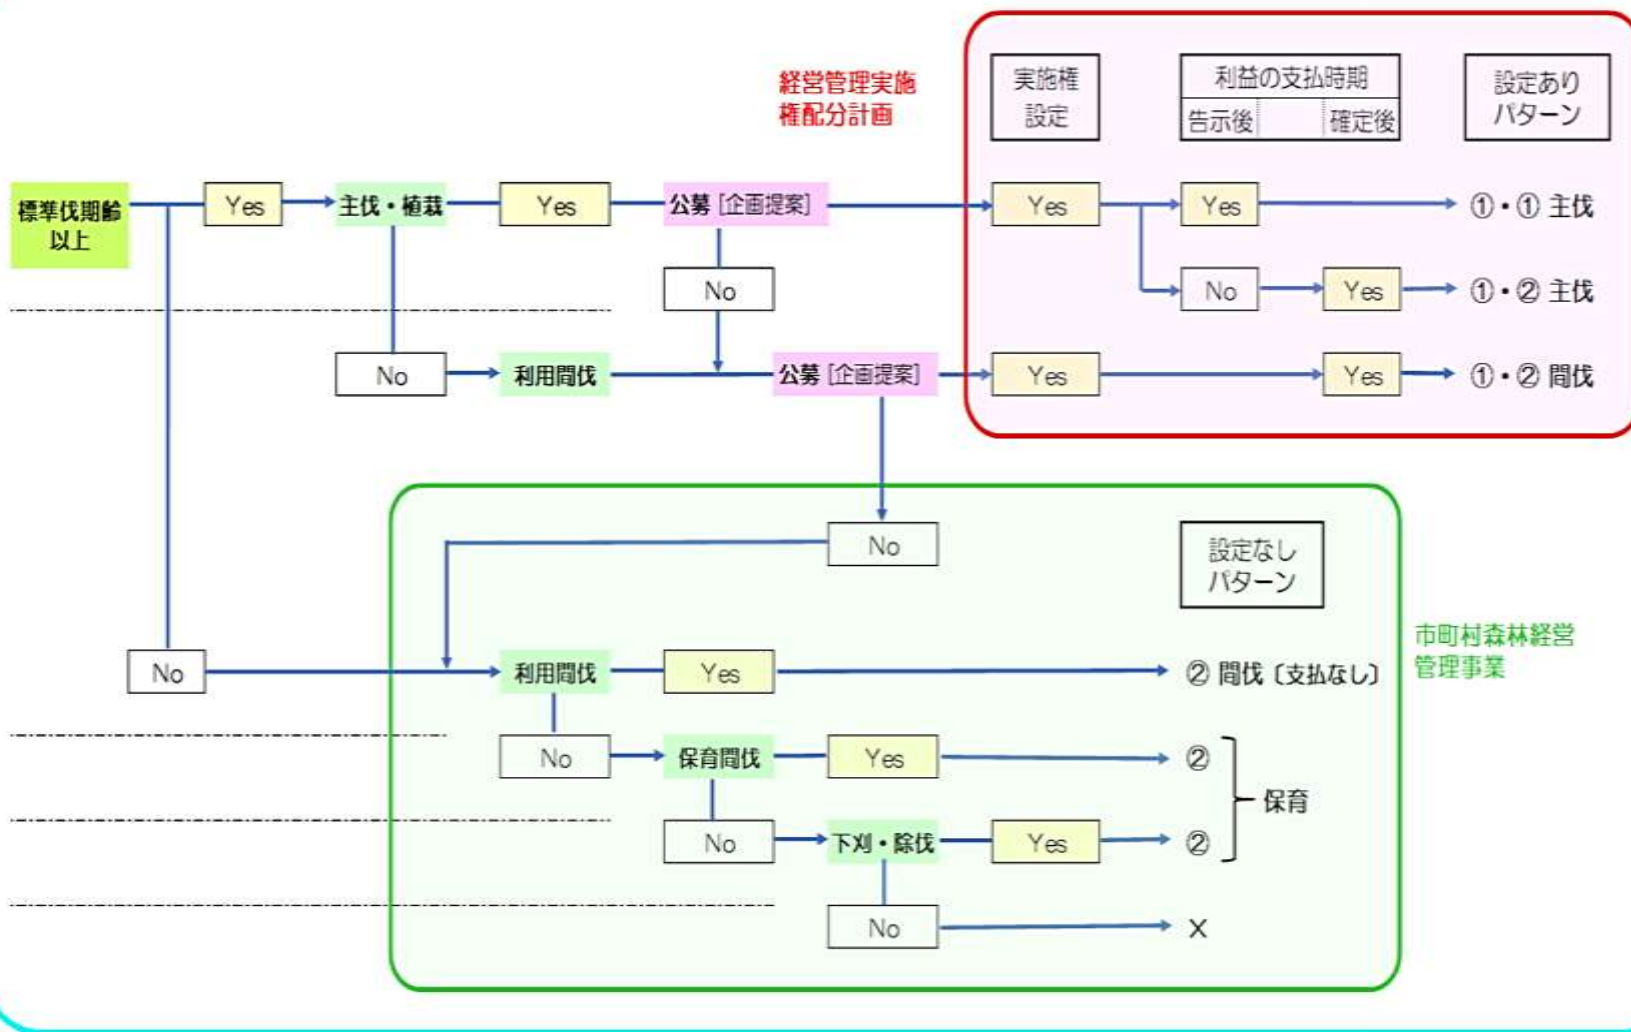 経営管理実施
権配分計画
実施権
設定
利益の支払時期
告示後 確定後
設定あり
パターン
標準伐期齢
以上
Yes
主伐・植栽
Yes
公募 [企画提案]
Yes
Yes
①・① 主伐
No
No
Yes
①・② 主伐
No
利用間伐
公募 [企画提案]
Yes
Yes
①・② 間伐
No
設定なし
パターン
市町村森林経営
管理事業
No
利用間伐
Yes
② 間伐〔支払なし〕
No
保育間伐
Yes
②
保育
No
下刈・除伐
Yes
②
No
X